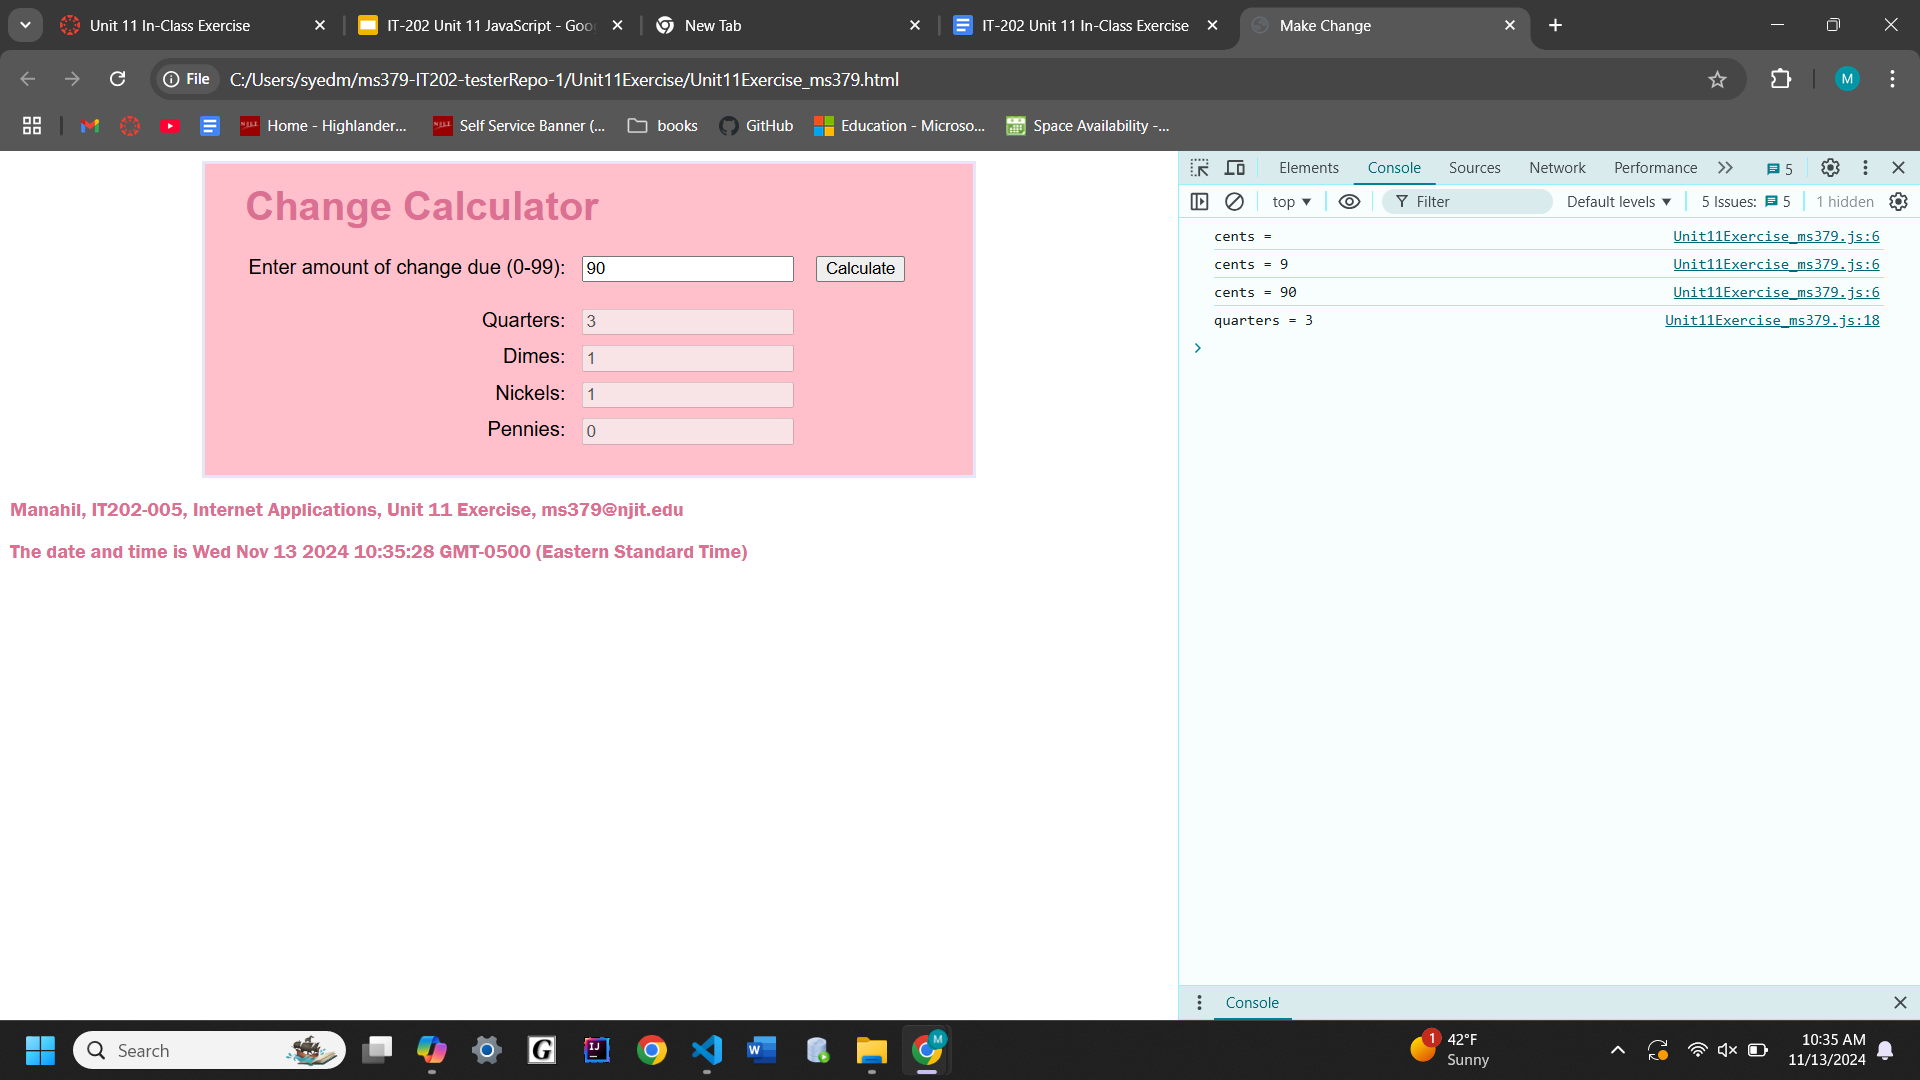 Unit 11 In-Class Exercise
IT-202 Unit 11 JavaScript - Goo
New Tab
IT-202 Unit 11 In-Class Exercise
Make Change
File
C:/Users/syedm/ms379-IT202-testerRepo-1/Unit11Exercise/Unit11Exercise_ms379.html
M
Home - Highlander...
Self Service Banner (...
books
GitHub
Education - Microso...
Space Availability -...
Change Calculator
Enter amount of change due (0-99): 90 Calculate
Quarters: 3
Dimes: 1
Nickels: 1
Pennies: 0
Manahil, IT202-005, Internet Applications, Unit 11 Exercise, ms379@njit.edu
The date and time is Wed Nov 13 2024 10:35:28 GMT-0500 (Eastern Standard Time)
Elements Console Sources Network Performance 5
top Filter Default levels 5 Issues: 5 1 hidden
cents = Unit11Exercise_ms379.js:6
cents = 9 Unit11Exercise_ms379.js:6
cents = 90 Unit11Exercise_ms379.js:6
quarters = 3 Unit11Exercise_ms379.js:18
Console
Search
G
IJ
W
M
1
42°F
Sunny
10:35 AM
11/13/2024